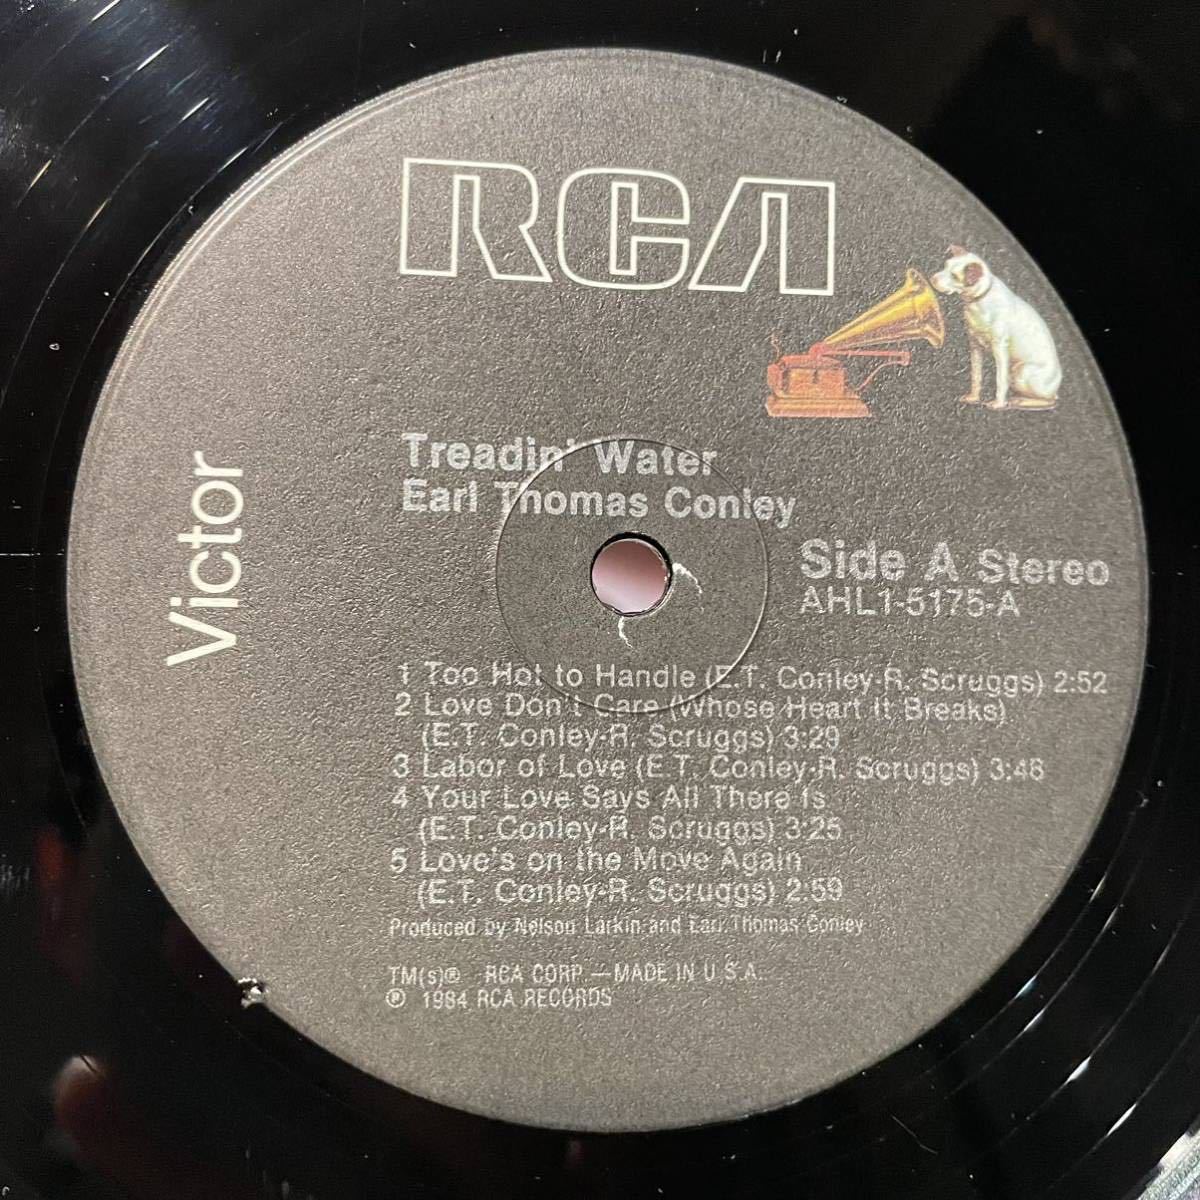 RCA
Victor
Treadin' Water
Earl Thomas Conley
Side A Stereo
AHL1-5175-A
1 Too Hot to Handle (E.T. Conley-R. Scruggs) 2:52
2 Love Don't Care (Whose Heart It Breaks)
(E.T. Conley-R. Scruggs) 3:29
3 Labor of Love (E.T. Conley-R. Scruggs) 3:48
4 Your Love Says All There Is
(E.T. Conley-R. Scruggs) 3:25
5 Love's on the Move Again
(E.T. Conley-R. Scruggs) 2:59
Produced by Nelson Larkin and Earl Thomas Conley
TM(s)® RCA CORP.—MADE IN U.S.A.
℗ 1984 RCA RECORDS